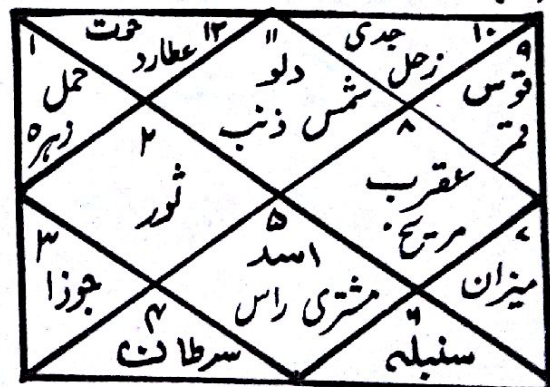 ۱۲
حوت
عطارد
۱۱
دلو
شمس ذنب
۱۰
جدی
زحل
۹
قوس
قمر
۱
حمل
زہرہ
۲
ثور
۸
عقرب
مریخ
۳
جوزا
۵
اسد
مشتری راس
۷
میزان
۴
سرطان
۶
سنبلہ